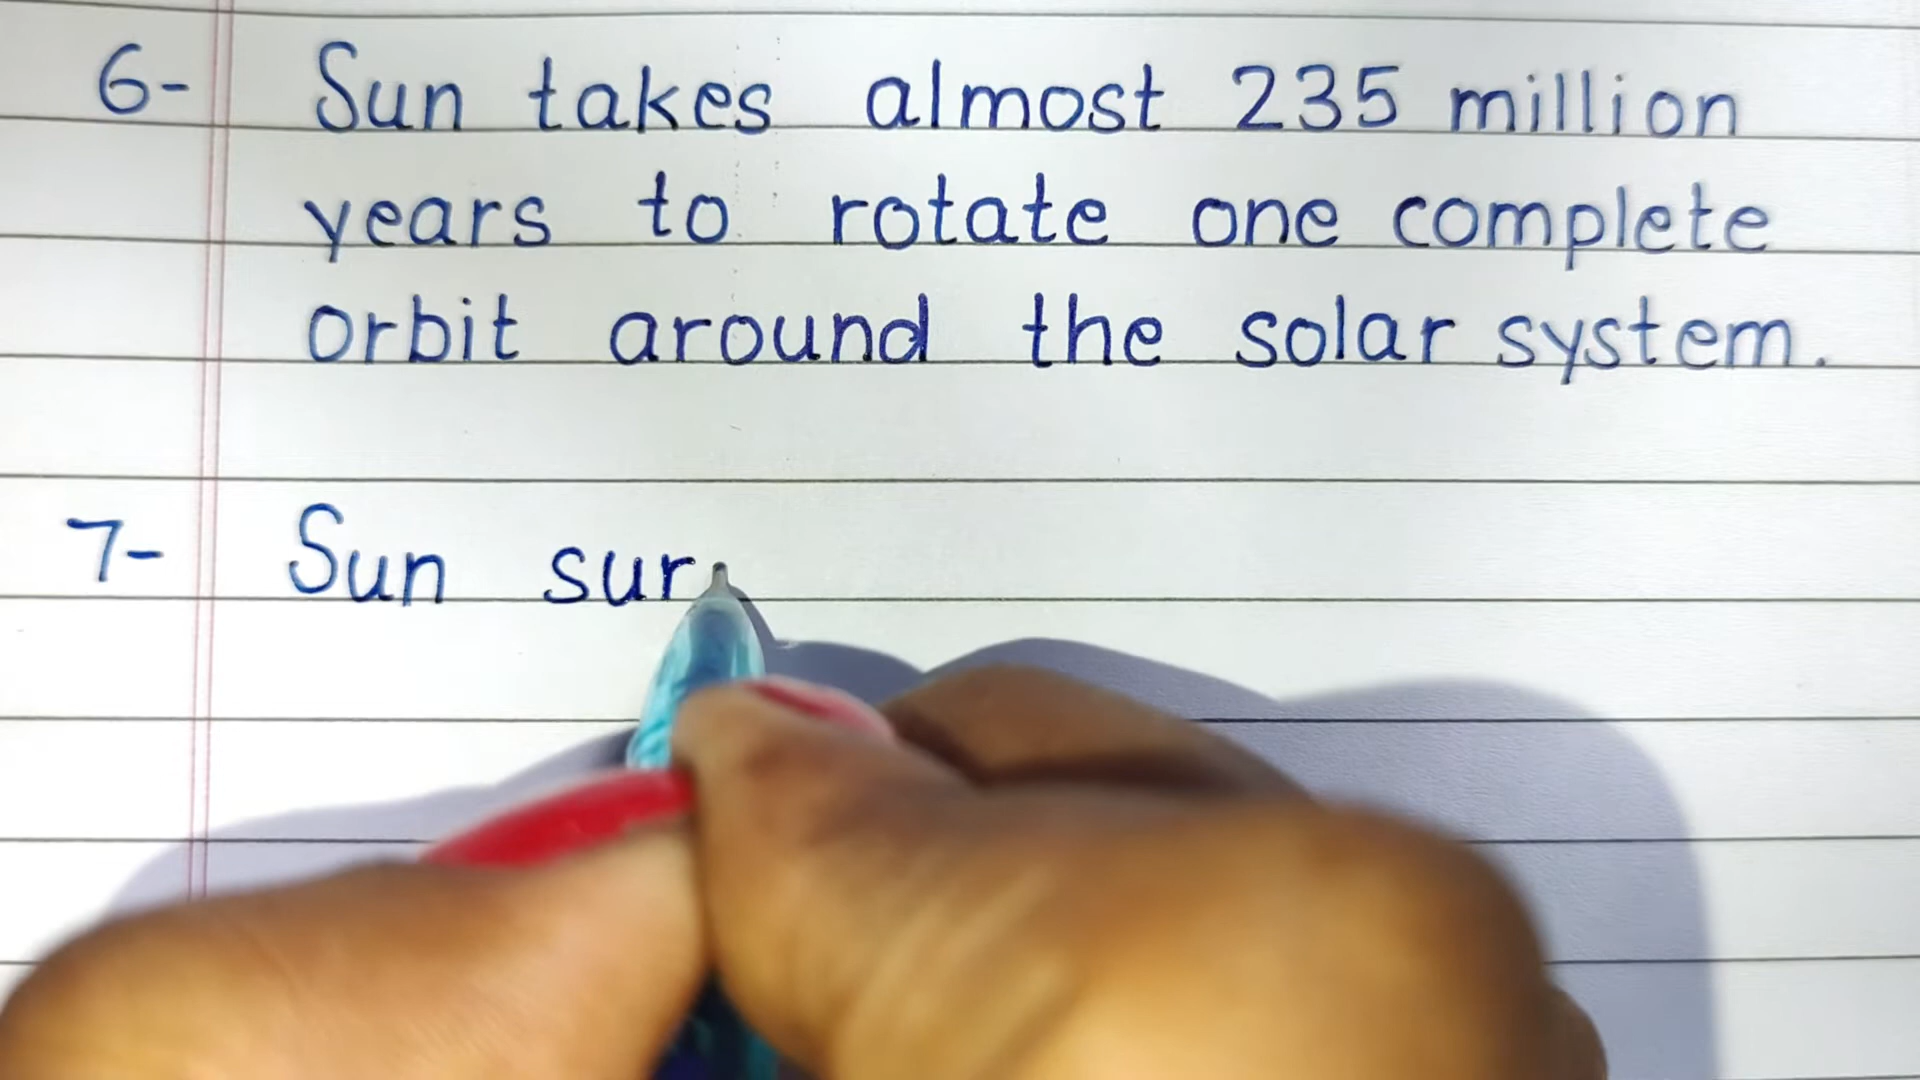 6- Sun takes almost 235 million
years to rotate one complete
orbit around the solar system.
7- Sun sur